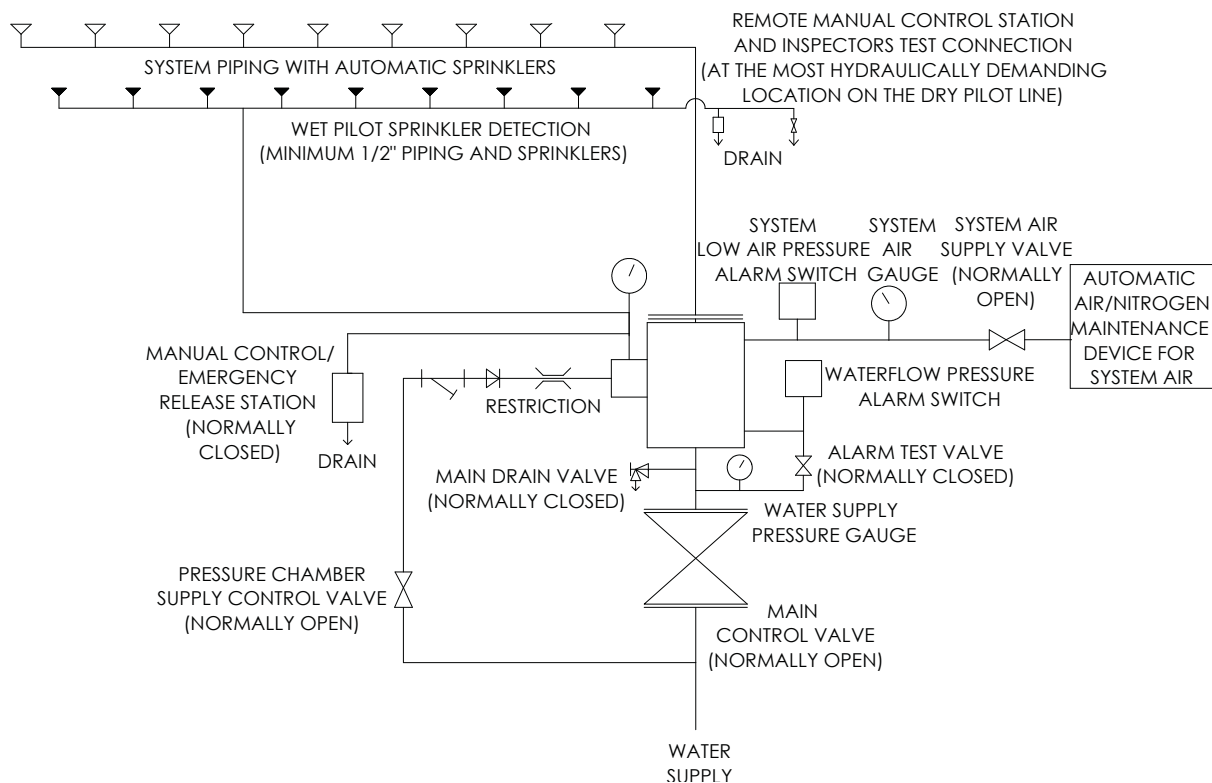 REMOTE MANUAL CONTROL STATION
AND INSPECTORS TEST CONNECTION
(AT THE MOST HYDRAULICALLY DEMANDING
LOCATION ON THE DRY PILOT LINE)
SYSTEM PIPING WITH AUTOMATIC SPRINKLERS
WET PILOT SPRINKLER DETECTION
(MINIMUM 1/2" PIPING AND SPRINKLERS)
DRAIN
SYSTEM
LOW AIR PRESSURE
ALARM SWITCH
SYSTEM
AIR
GAUGE
SYSTEM AIR
SUPPLY VALVE
(NORMALLY
OPEN)
AUTOMATIC
AIR/NITROGEN
MAINTENANCE
DEVICE FOR
SYSTEM AIR
MANUAL CONTROL/
EMERGENCY
RELEASE STATION
(NORMALLY
CLOSED)
DRAIN
RESTRICTION
WATERFLOW PRESSURE
ALARM SWITCH
MAIN DRAIN VALVE
(NORMALLY CLOSED)
ALARM TEST VALVE
(NORMALLY CLOSED)
WATER SUPPLY
PRESSURE GAUGE
PRESSURE CHAMBER
SUPPLY CONTROL VALVE
(NORMALLY OPEN)
MAIN
CONTROL VALVE
(NORMALLY OPEN)
WATER
SUPPLY